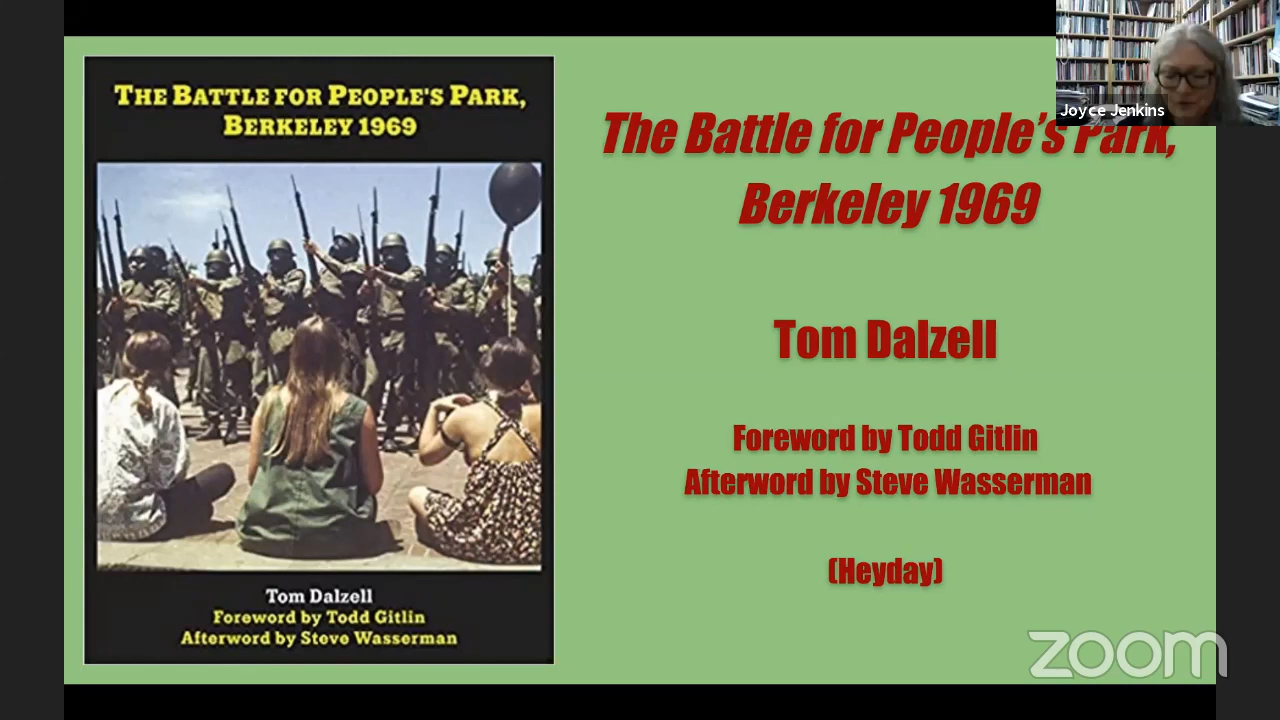 THE BATTLE FOR PEOPLE'S PARK,
BERKELEY 1969
Tom Dalzell
Foreword by Todd Gitlin
Afterword by Steve Wasserman
The Battle for People's Park,
Berkeley 1969
Tom Dalzell
Foreword by Todd Gitlin
Afterword by Steve Wasserman
(Heyday)
Joyce Jenkins
zoom